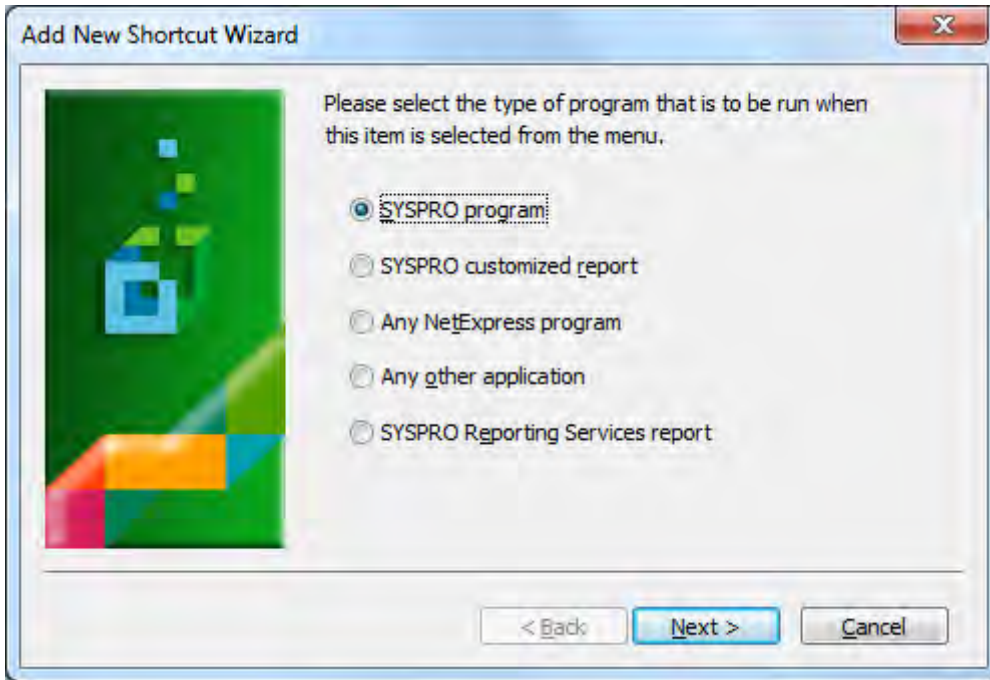 Add New Shortcut Wizard
Please select the type of program that is to be run when
this item is selected from the menu.
SYSPRO program
SYSPRO customized report
Any NetExpress program
Any other application
SYSPRO Reporting Services report
< Back
Next >
Cancel